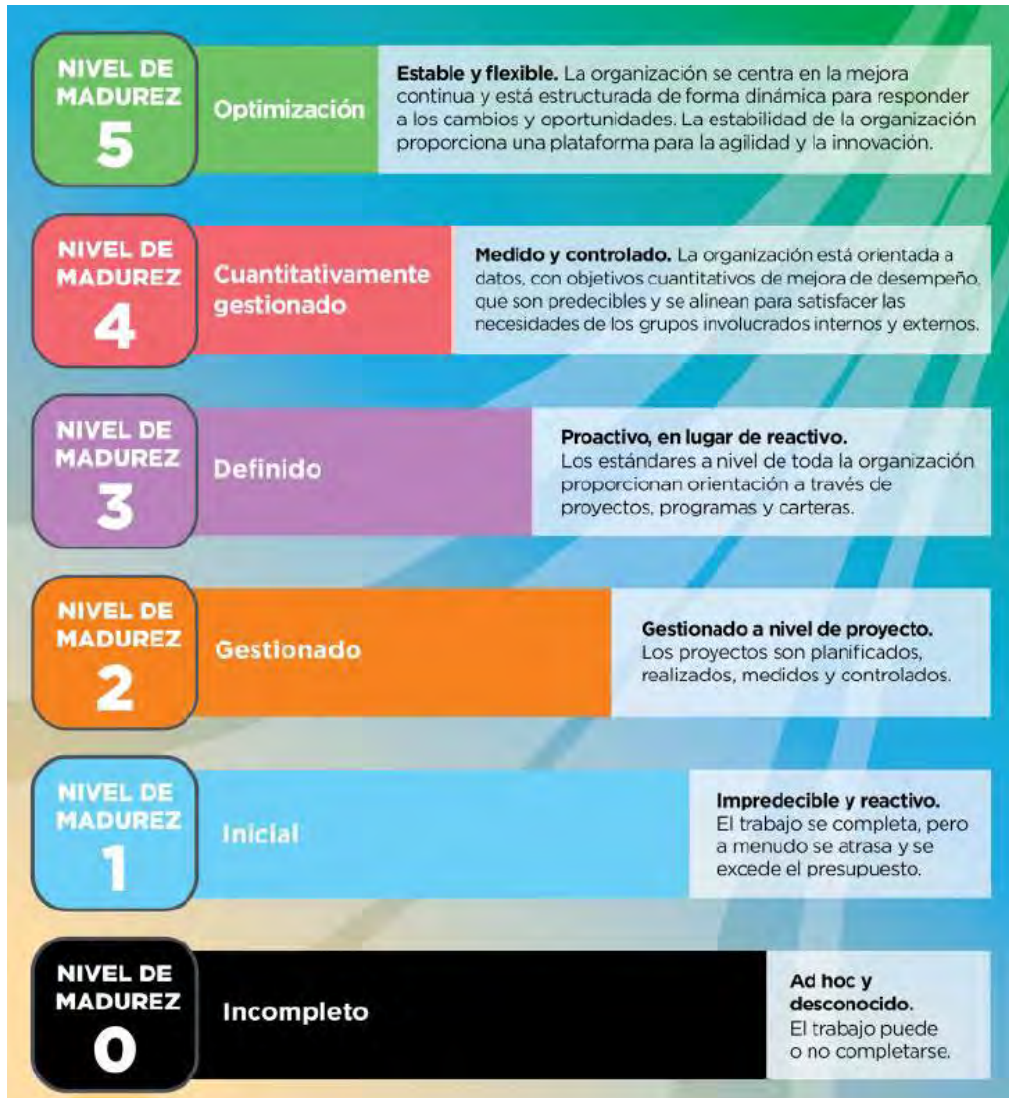 NIVEL DE
MADUREZ
5
Optimización
Estable y flexible. La organización se centra en la mejora
continua y está estructurada de forma dinámica para responder
a los cambios y oportunidades. La estabilidad de la organización
proporciona una plataforma para la agilidad y la innovación.
NIVEL DE
MADUREZ
4
Cuantitativamente
gestionado
Medido y controlado. La organización está orientada a
datos, con objetivos cuantitativos de mejora de desempeño,
que son predecibles y se alinean para satisfacer las
necesidades de los grupos involucrados internos y externos.
NIVEL DE
MADUREZ
3
Definido
Proactivo, en lugar de reactivo.
Los estándares a nivel de toda la organización
proporcionan orientación a través de
proyectos, programas y carteras.
NIVEL DE
MADUREZ
2
Gestionado
Gestionado a nivel de proyecto.
Los proyectos son planificados,
realizados, medidos y controlados.
NIVEL DE
MADUREZ
1
Inicial
Impredecible y reactivo.
El trabajo se completa, pero
a menudo se atrasa y se
excede el presupuesto.
NIVEL DE
MADUREZ
0
Incompleto
Ad hoc y
desconocido.
El trabajo puede
o no completarse.